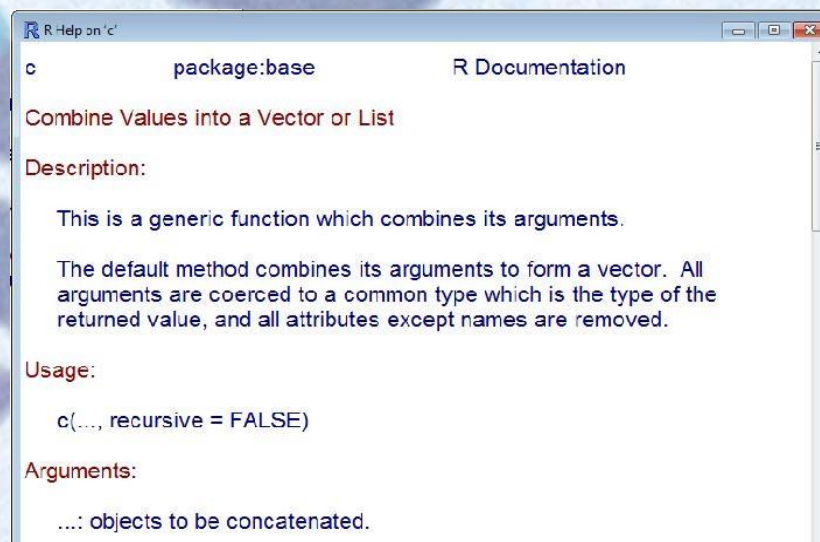 R R Help on 'c'
c package:base R Documentation
Combine Values into a Vector or List
Description:
This is a generic function which combines its arguments.
The default method combines its arguments to form a vector. All
arguments are coerced to a common type which is the type of the
returned value, and all attributes except names are removed.
Usage:
c(..., recursive = FALSE)
Arguments:
...: objects to be concatenated.